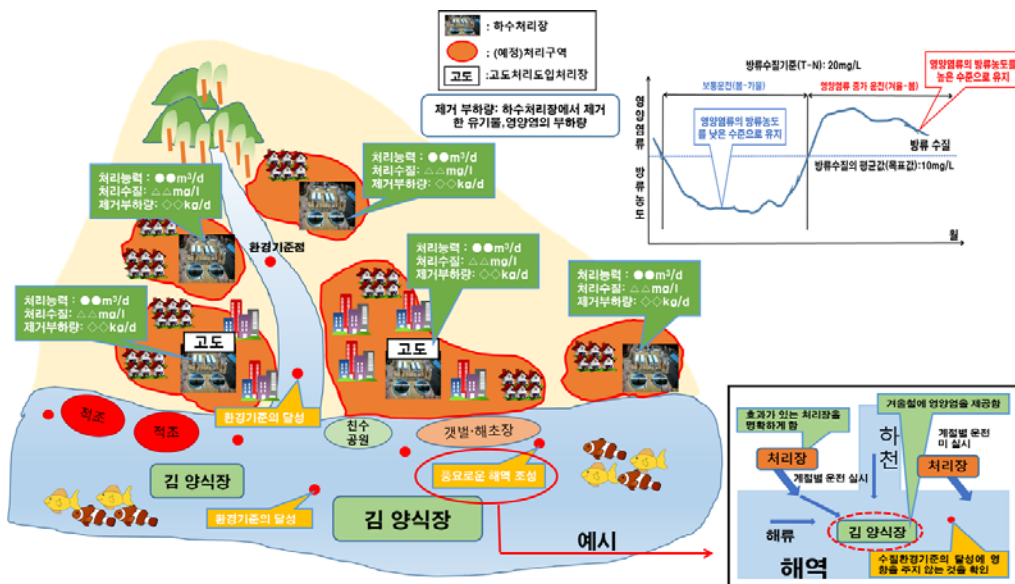 : 하수처리장
: (예정)처리구역
고도
:고도처리도입처리장
제거 부하량: 하수처리장에서 제거
한 유기물,영양염의 부하량
방류수질기준(T-N): 20mg/L
보통운전(봄~가을)
영양염류 증가 운전(겨울~봄)
영양염류의 방류농도를
높은 수준으로 유지
영양염류의 방류농도
를 낮은 수준으로 유지
방류 수질
방류수질의 평균값(목표값):10mg/L
영양염류 방류농도
월
처리능력 : ●●m³/d
처리수질: △△mg/l
제거부하량: ◇◇kg/d
처리능력 : ●●m³/d
처리수질: △△mg/l
제거부하량: ◇◇kg/d
환경기준점
처리능력 : ●●m³/d
처리수질: △△mg/l
제거부하량: ◇◇kg/d
처리능력 : ●●m³/d
처리수질: △△mg/l
제거부하량: ◇◇kg/d
처리능력 : ●●m³/d
처리수질: △△mg/l
제거부하량: ◇◇kg/d
고도
고도
적조
적조
환경기준의 달성
친수
공원
갯벌·해초장
풍요로운 해역 조성
김 양식장
환경기준의 달성
김 양식장
예시
효과가 있는 처리장을
명확하게 함
겨울철에 영양염을 제공함
처리장
하천
계절별 운전
미 실시
처리장
계절별 운전 실시
해류
김 양식장
해역
수질환경기준의 달성에 영
향을 주지 않는 것을 확인